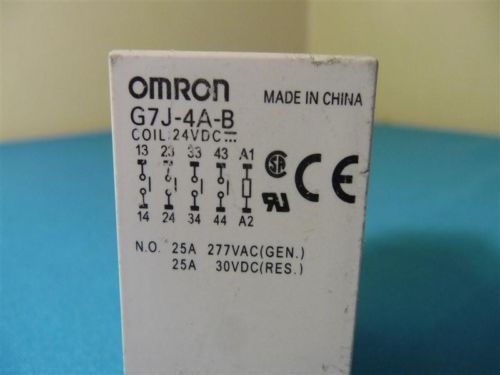 OMRON
MADE IN CHINA
G7J-4A-B
COIL 24VDC
13 23 33 43 A1
14 24 34 44 A2
N.O. 25A 277VAC(GEN.)
25A 30VDC(RES.)